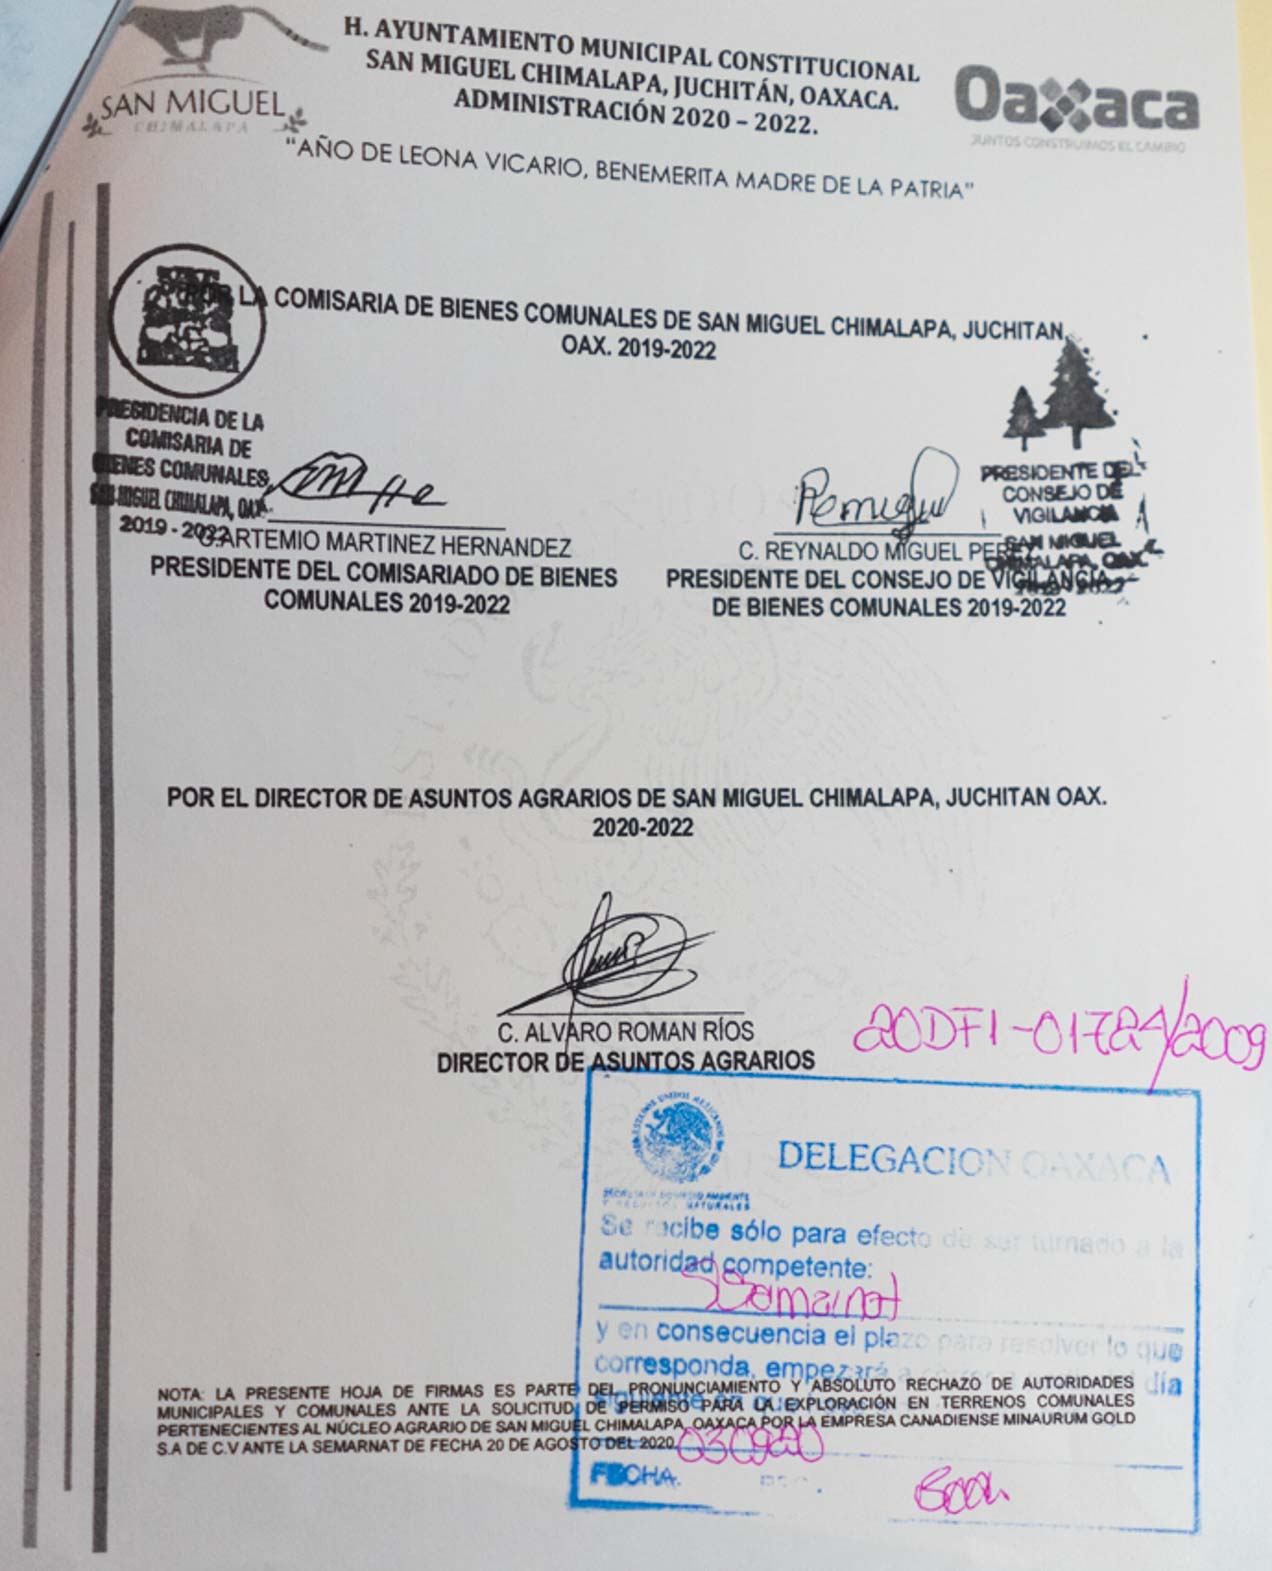 H. AYUNTAMIENTO MUNICIPAL CONSTITUCIONAL
SAN MIGUEL CHIMALAPA, JUCHITÁN, OAXACA.
ADMINISTRACIÓN 2020 – 2022.
SAN MIGUEL
CHIMALAPA
Oaxaca
JUNTOS CONSTRUIMOS EL CAMBIO
"AÑO DE LEONA VICARIO, BENEMERITA MADRE DE LA PATRIA"
POR LA COMISARIA DE BIENES COMUNALES DE SAN MIGUEL CHIMALAPA, JUCHITAN
OAX. 2019-2022
PRESIDENCIA DE LA
COMISARIA DE
BIENES COMUNALES,
SAN MIGUEL CHIMALAPA, OAX.
2019 - 2022
PRESIDENTE DEL
CONSEJO DE
VIGILANCIA
SAN MIGUEL
CHIMALAPA, OAX.
C. ARTEMIO MARTINEZ HERNANDEZ
PRESIDENTE DEL COMISARIADO DE BIENES
COMUNALES 2019-2022
C. REYNALDO MIGUEL PEREZ
PRESIDENTE DEL CONSEJO DE VIGILANCIA
DE BIENES COMUNALES 2019-2022
POR EL DIRECTOR DE ASUNTOS AGRARIOS DE SAN MIGUEL CHIMALAPA, JUCHITAN OAX.
2020-2022
C. ALVARO ROMAN RÍOS
DIRECTOR DE ASUNTOS AGRARIOS
20DFI-01724/2009
DELEGACION OAXACA
ESTADOS UNIDOS MEXICANOS
Se recibe sólo para efecto de ser turnado a la
autoridad competente:
Semarnat
y en consecuencia el plazo para resolver lo que
corresponda, empezará a día
siguiente
NOTA: LA PRESENTE HOJA DE FIRMAS ES PARTE DEL PRONUNCIAMIENTO Y ABSOLUTO RECHAZO DE AUTORIDADES
MUNICIPALES Y COMUNALES ANTE LA SOLICITUD DE PERMISO PARA LA EXPLORACIÓN EN TERRENOS COMUNALES
PERTENECIENTES AL NÚCLEO AGRARIO DE SAN MIGUEL CHIMALAPA, OAXACA POR LA EMPRESA CANADIENSE MINAURUM GOLD
S.A DE C.V ANTE LA SEMARNAT DE FECHA 20 DE AGOSTO DEL 2020.
030920
FECHA.